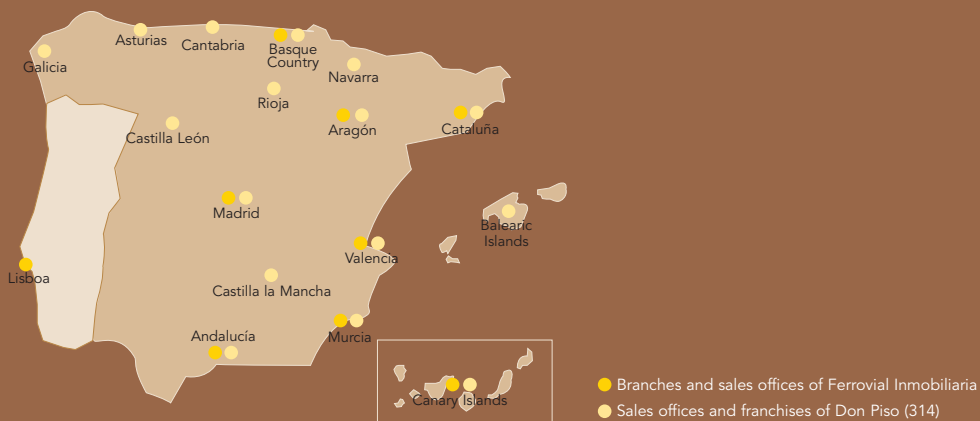 Asturias
Cantabria
Basque
Country
Galicia
Navarra
Rioja
Aragón
Cataluña
Castilla León
Madrid
Balearic
Islands
Valencia
Lisboa
Castilla la Mancha
Andalucía
Murcia
Canary Islands
Branches and sales offices of Ferrovial Inmobiliaria
Sales offices and franchises of Don Piso (314)